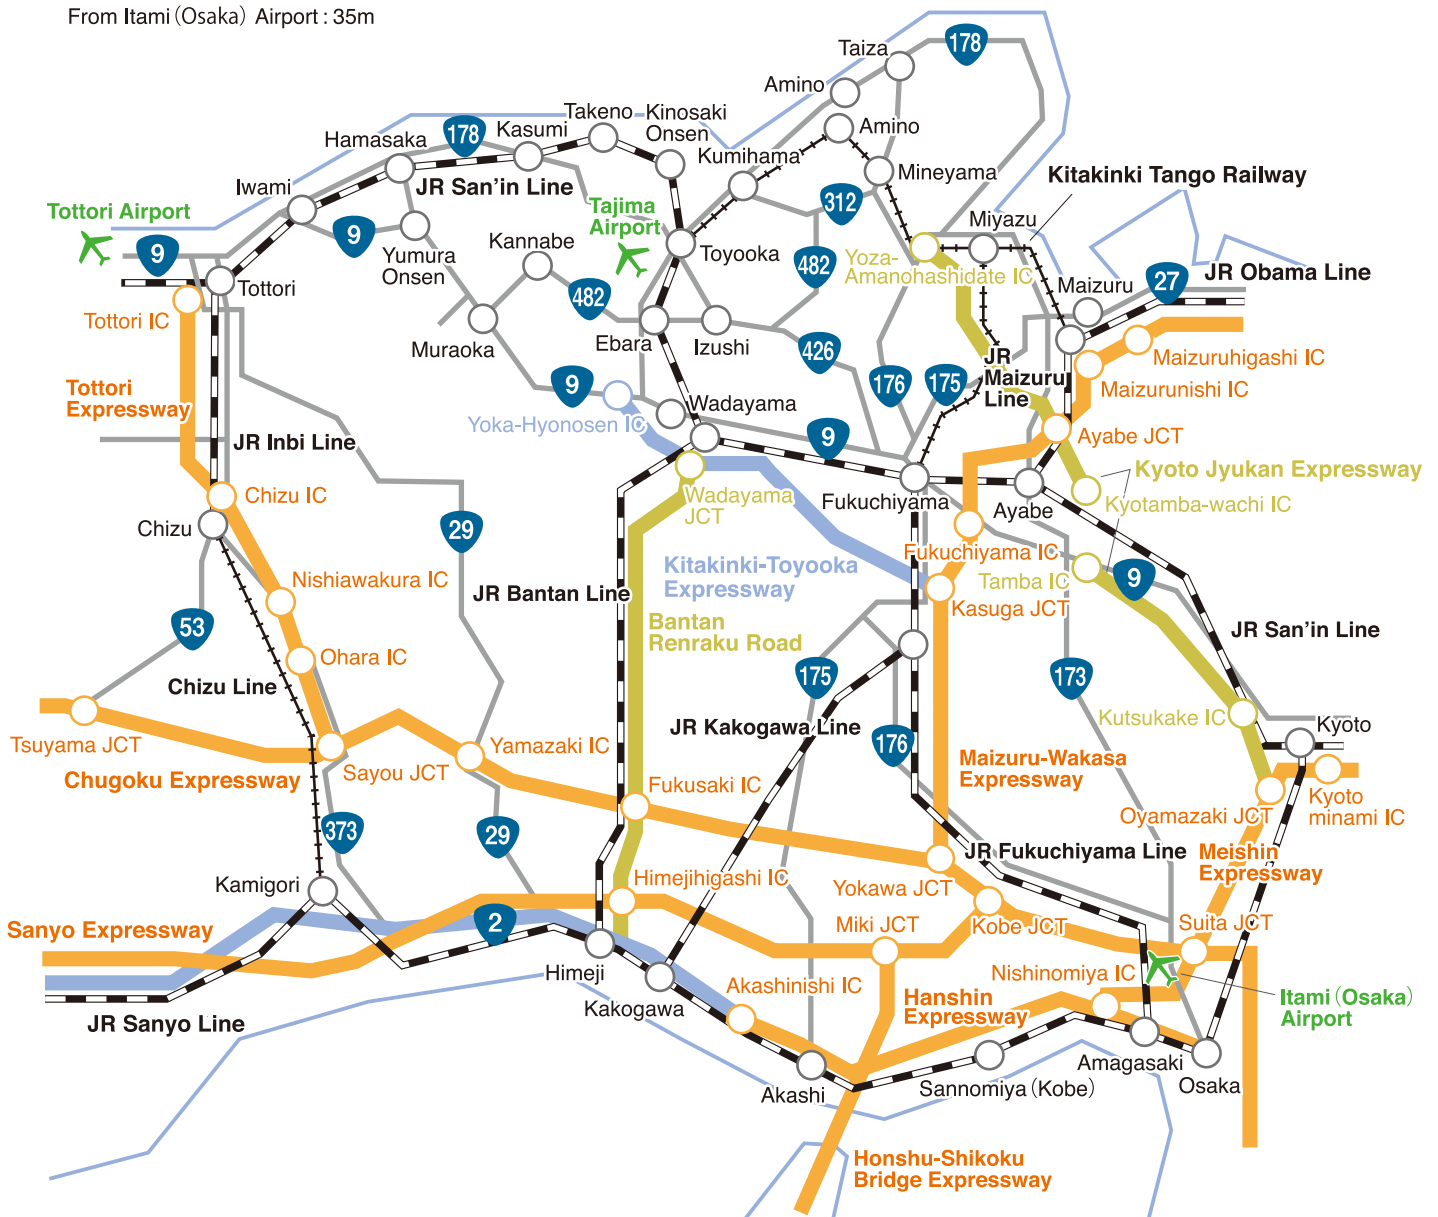 From Itami (Osaka) Airport : 35m
178
Taiza
Amino
Amino
Takeno
Kinosaki
Onsen
Kasumi
178
Hamasaka
Kumihama
Mineyama
Kitakinki Tango Railway
JR San'in Line
Iwami
312
Miyazu
Tottori Airport
Tajima
Airport
9
9
Yumura
Onsen
Kannabe
Toyooka
482
Yoza-
Amanohashidate IC
Maizuru
27
JR Obama Line
Tottori
482
Tottori IC
Muraoka
Ebara
Izushi
426
JR
Maizuru
Line
Maizuruhigashi IC
Maizurunishi IC
Tottori
Expressway
9
176
175
Wadayama
Yoka-Hyonosen IC
9
Ayabe JCT
JR Inbi Line
Kyoto Jyukan Expressway
Chizu IC
Wadayama
JCT
Fukuchiyama
Ayabe
Kyotamba-wachi IC
Chizu
29
Fukuchiyama IC
Tamba IC
9
Nishiawakura IC
JR Bantan Line
Kitakinki-Toyooka
Expressway
Kasuga JCT
53
Bantan
Renraku Road
JR San'in Line
Ohara IC
175
173
Chizu Line
Kutsukake IC
Kyoto
JR Kakogawa Line
176
Tsuyama JCT
Yamazaki IC
Sayou JCT
Chugoku Expressway
Fukusaki IC
Maizuru-Wakasa
Expressway
Kyoto
minami IC
Oyamazaki JCT
373
29
JR Fukuchiyama Line
Meishin
Expressway
Kamigori
Himejihigashi IC
Yokawa JCT
Sanyo Expressway
2
Miki JCT
Kobe JCT
Suita JCT
Himeji
Akashinishi IC
Nishinomiya IC
Kakogawa
Hanshin
Expressway
Itami (Osaka)
Airport
JR Sanyo Line
Amagasaki
Osaka
Akashi
Sannomiya (Kobe)
Honshu-Shikoku
Bridge Expressway